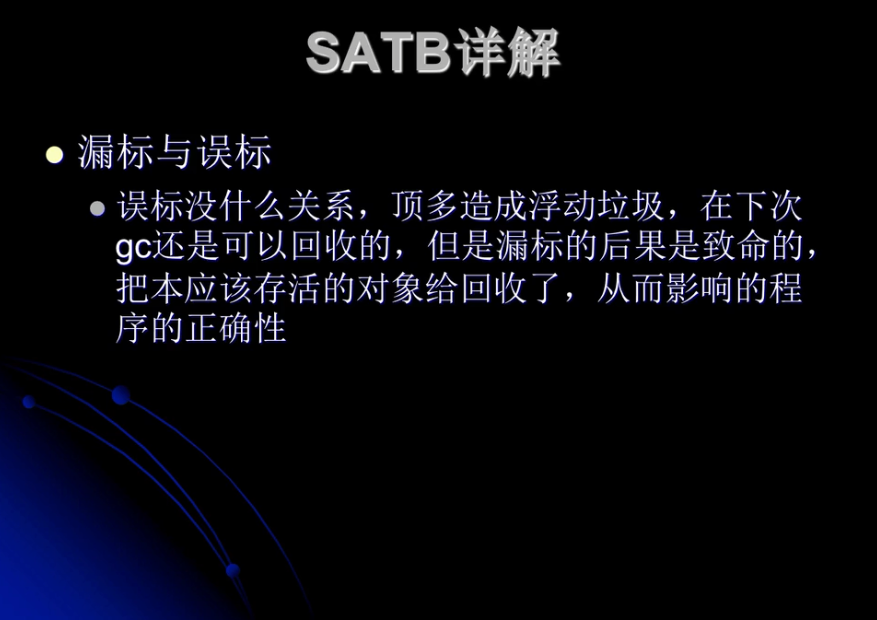 SATB详解
漏标与误标
误标没什么关系，顶多造成浮动垃圾，在下次
gc还是可以回收的，但是漏标的后果是致命的，
把本应该存活的对象给回收了，从而影响的程
序的正确性